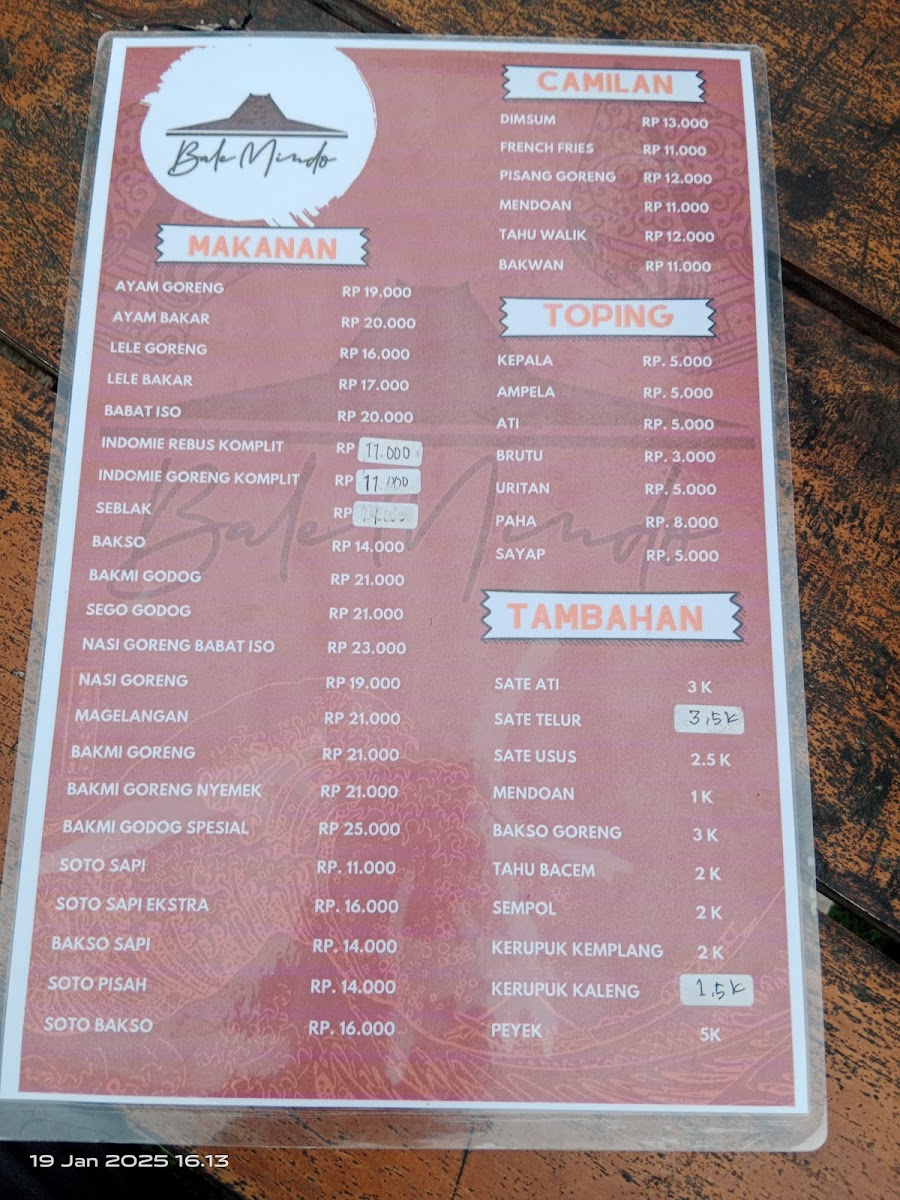 Bale Mindo
MAKANAN
AYAM GORENG RP 19.000
AYAM BAKAR RP 20.000
LELE GORENG RP 16.000
LELE BAKAR RP 17.000
BABAT ISO RP 20.000
INDOMIE REBUS KOMPLIT RP 11.000
INDOMIE GORENG KOMPLIT RP 11.000
SEBLAK RP
BAKSO RP 14.000
BAKMI GODOG RP 21.000
SEGO GODOG RP 21.000
NASI GORENG BABAT ISO RP 23.000
NASI GORENG RP 19.000
MAGELANGAN RP 21.000
BAKMI GORENG RP 21.000
BAKMI GORENG NYEMEK RP 21.000
BAKMI GODOG SPESIAL RP 25.000
SOTO SAPI RP. 11.000
SOTO SAPI EKSTRA RP. 16.000
BAKSO SAPI RP. 14.000
SOTO PISAH RP. 14.000
SOTO BAKSO RP. 16.000
CAMILAN
DIMSUM RP 13.000
FRENCH FRIES RP 11.000
PISANG GORENG RP 12.000
MENDOAN RP 11.000
TAHU WALIK RP 12.000
BAKWAN RP 11.000
TOPING
KEPALA RP. 5.000
AMPELA RP. 5.000
ATI RP. 5.000
BRUTU RP. 3.000
URITAN RP. 5.000
PAHA RP. 8.000
SAYAP RP. 5.000
TAMBAHAN
SATE ATI 3 K
SATE TELUR 3,5K
SATE USUS 2.5 K
MENDOAN 1 K
BAKSO GORENG 3 K
TAHU BACEM 2 K
SEMPOL 2 K
KERUPUK KEMPLANG 2 K
KERUPUK KALENG 1,5K
PEYEK 5K
Bale Mindo
19 Jan 2025 16.13